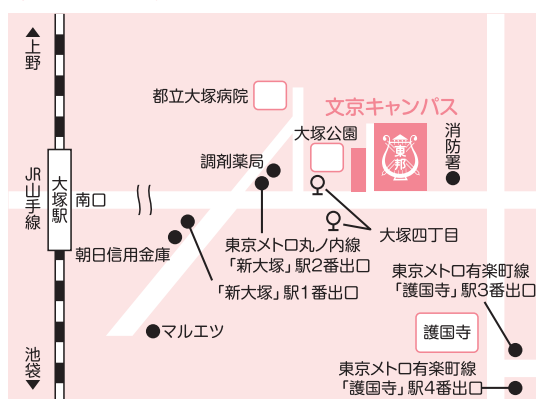 ▲上野
都立大塚病院
文京キャンパス
大塚公園
消防署
東邦
調剤薬局
JR山手線
大塚駅
南口
朝日信用金庫
東京メトロ丸ノ内線
「新大塚」駅2番出口
大塚四丁目
「新大塚」駅1番出口
東京メトロ有楽町線
「護国寺」駅3番出口
マルエツ
護国寺
池袋▼
東京メトロ有楽町線
「護国寺」駅4番出口